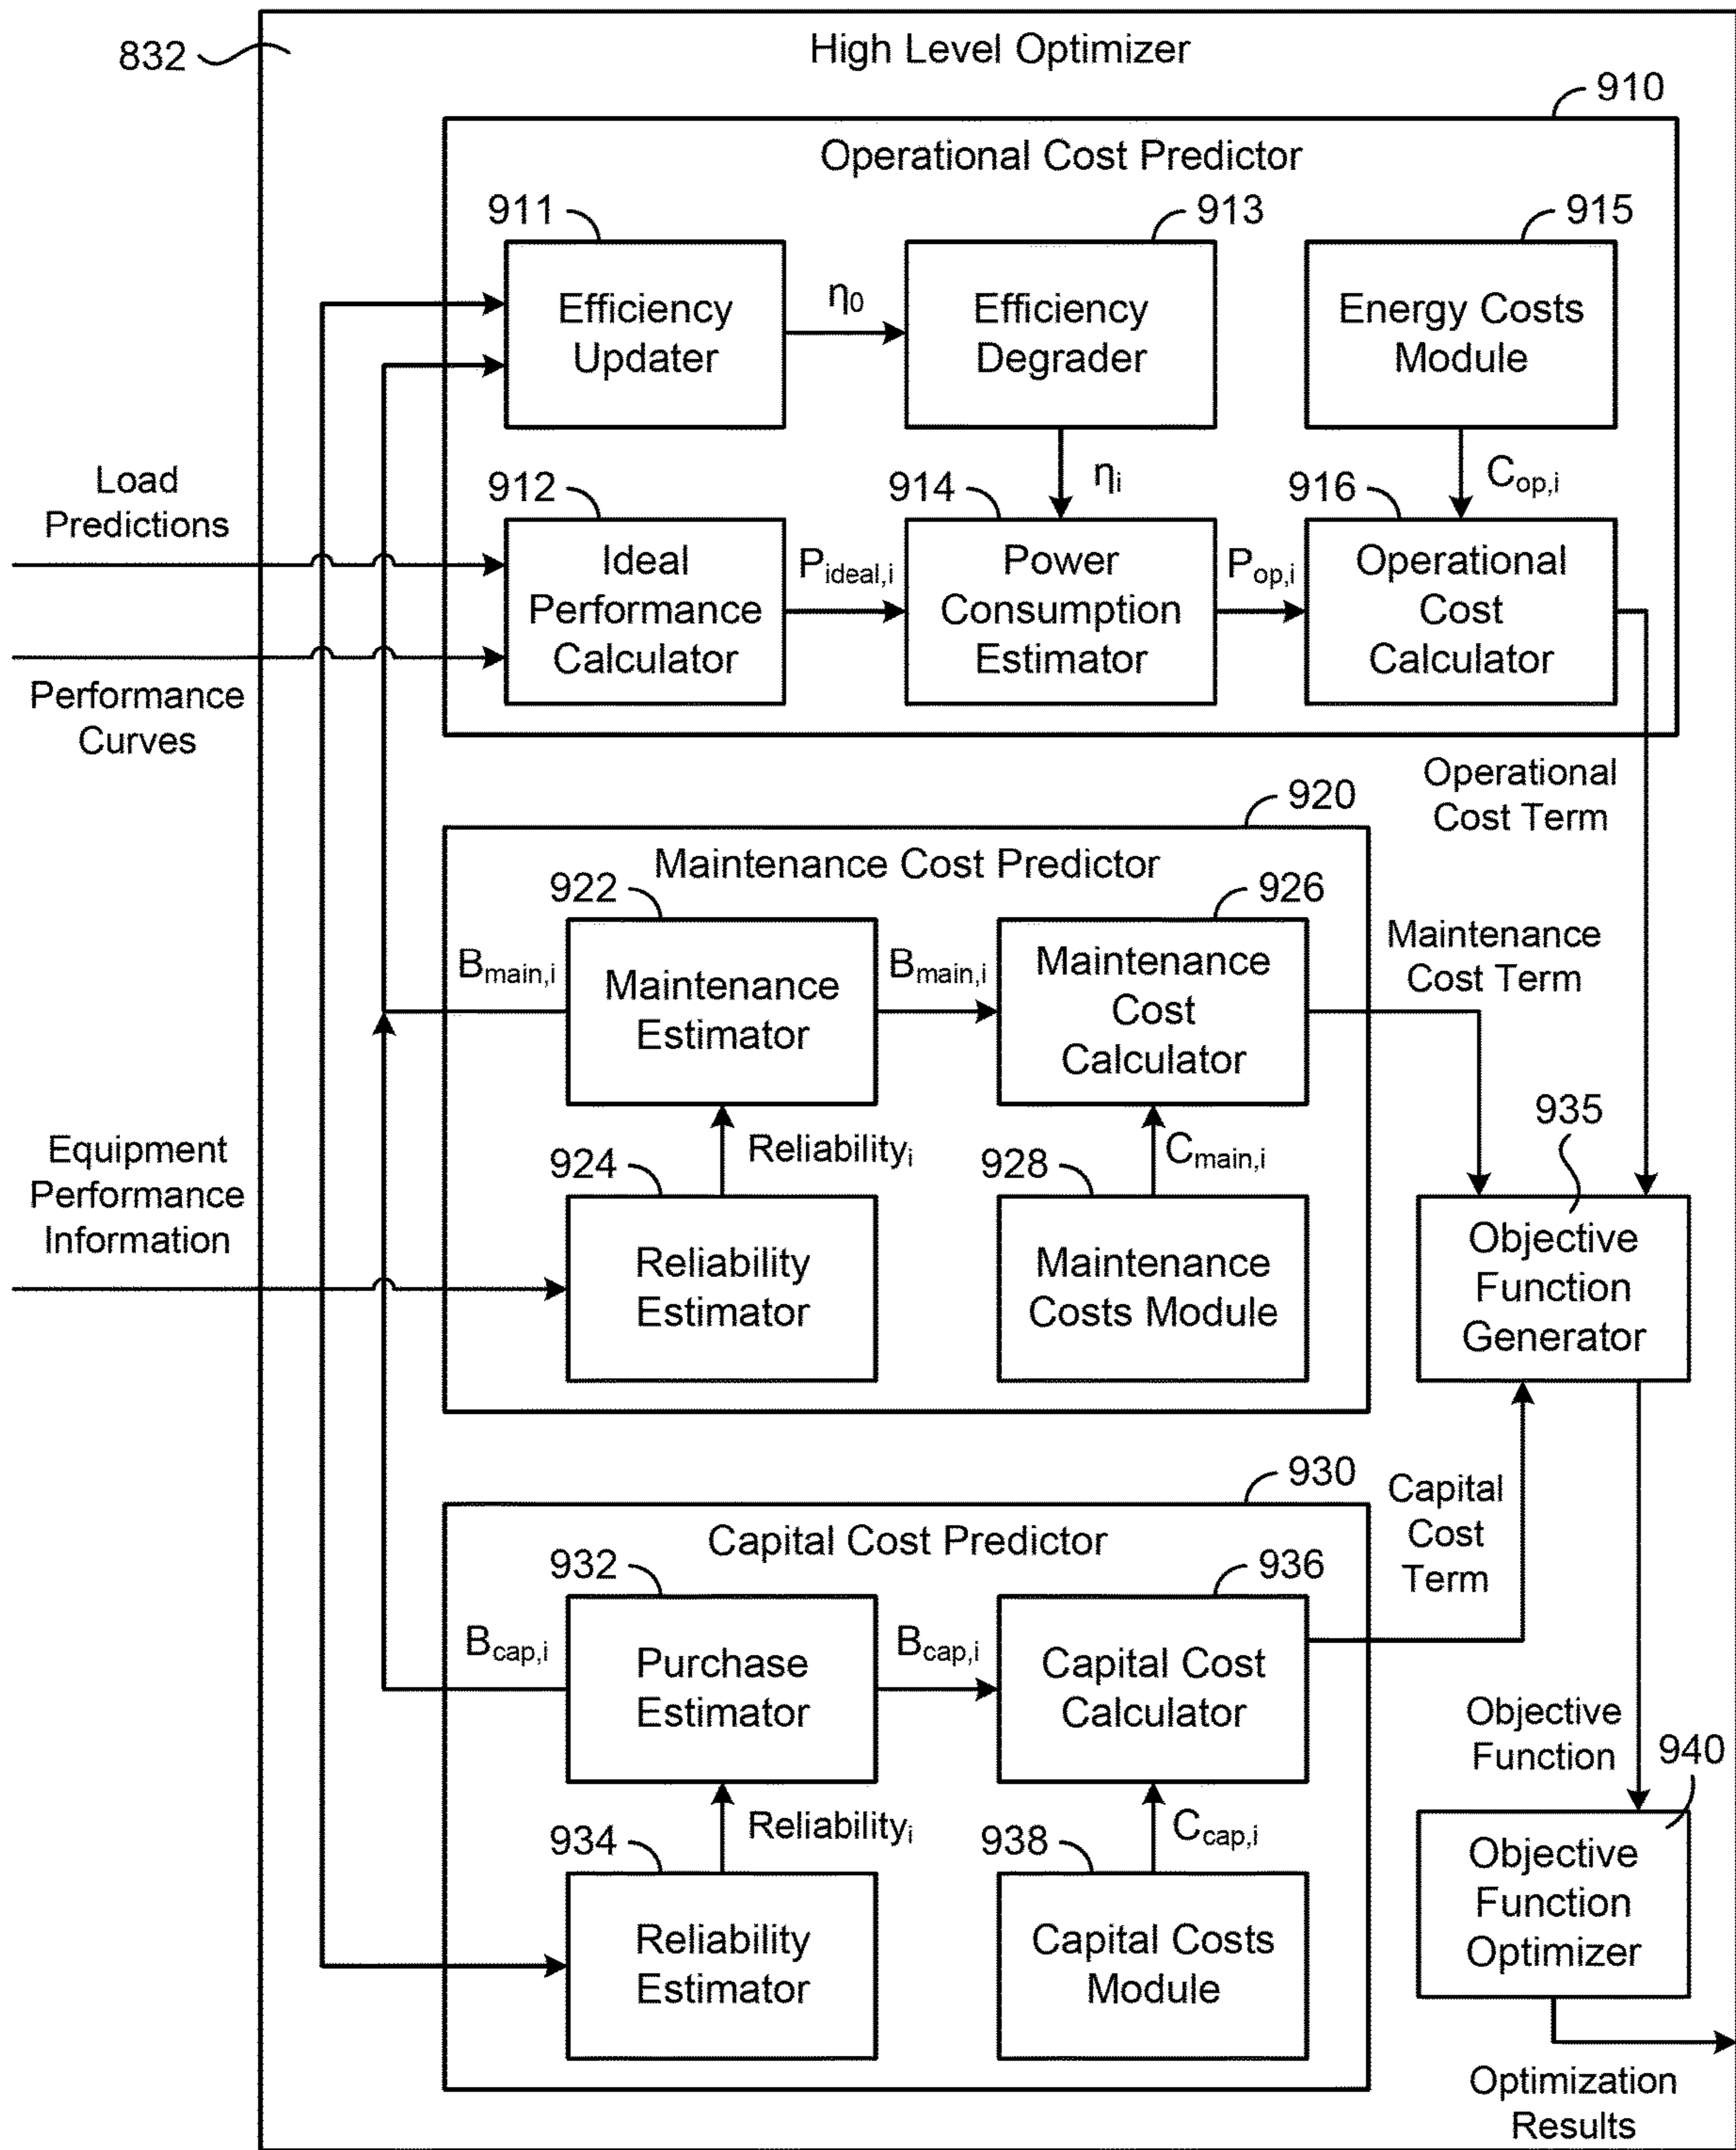 832
High Level Optimizer
910
Operational Cost Predictor
911
913
915
Efficiency
Updater
η0
Efficiency
Degrader
Energy Costs
Module
Load
Predictions
912
914
ηi
916
Cop,i
Ideal
Performance
Calculator
Pideal,i
Power
Consumption
Estimator
Pop,i
Operational
Cost
Calculator
Performance
Curves
Operational
Cost Term
920
Maintenance Cost Predictor
922
926
Bmain,i
Maintenance
Estimator
Bmain,i
Maintenance
Cost
Calculator
Maintenance
Cost Term
Equipment
Performance
Information
924
Reliabilityi
928
Cmain,i
935
Reliability
Estimator
Maintenance
Costs Module
Objective
Function
Generator
930
Capital Cost Predictor
Capital
Cost
Term
932
936
Bcap,i
Purchase
Estimator
Bcap,i
Capital Cost
Calculator
Objective
Function
940
934
Reliabilityi
938
Ccap,i
Reliability
Estimator
Capital Costs
Module
Objective
Function
Optimizer
Optimization
Results